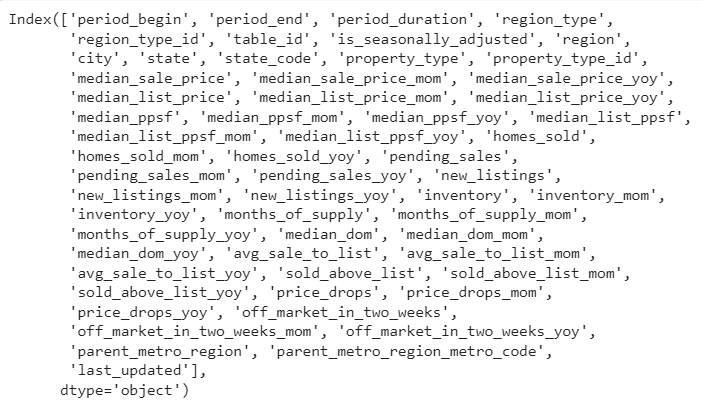 Index(['period_begin', 'period_end', 'period_duration', 'region_type',
'region_type_id', 'table_id', 'is_seasonally_adjusted', 'region',
'city', 'state', 'state_code', 'property_type', 'property_type_id',
'median_sale_price', 'median_sale_price_mom', 'median_sale_price_yoy',
'median_list_price', 'median_list_price_mom', 'median_list_price_yoy',
'median_ppsf', 'median_ppsf_mom', 'median_ppsf_yoy', 'median_list_ppsf',
'median_list_ppsf_mom', 'median_list_ppsf_yoy', 'homes_sold',
'homes_sold_mom', 'homes_sold_yoy', 'pending_sales',
'pending_sales_mom', 'pending_sales_yoy', 'new_listings',
'new_listings_mom', 'new_listings_yoy', 'inventory', 'inventory_mom',
'inventory_yoy', 'months_of_supply', 'months_of_supply_mom',
'months_of_supply_yoy', 'median_dom', 'median_dom_mom',
'median_dom_yoy', 'avg_sale_to_list', 'avg_sale_to_list_mom',
'avg_sale_to_list_yoy', 'sold_above_list', 'sold_above_list_mom',
'sold_above_list_yoy', 'price_drops', 'price_drops_mom',
'price_drops_yoy', 'off_market_in_two_weeks',
'off_market_in_two_weeks_mom', 'off_market_in_two_weeks_yoy',
'parent_metro_region', 'parent_metro_region_metro_code',
'last_updated'],
dtype='object')